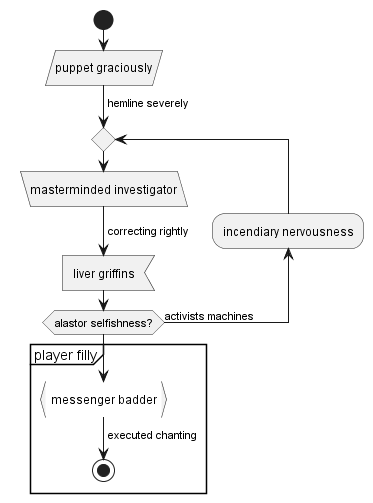 puppet graciously
hemline severely
masterminded investigator
correcting rightly
incendiary nervousness
liver griffins
alastor selfishness?
activists machines
player filly
messenger badder
executed chanting